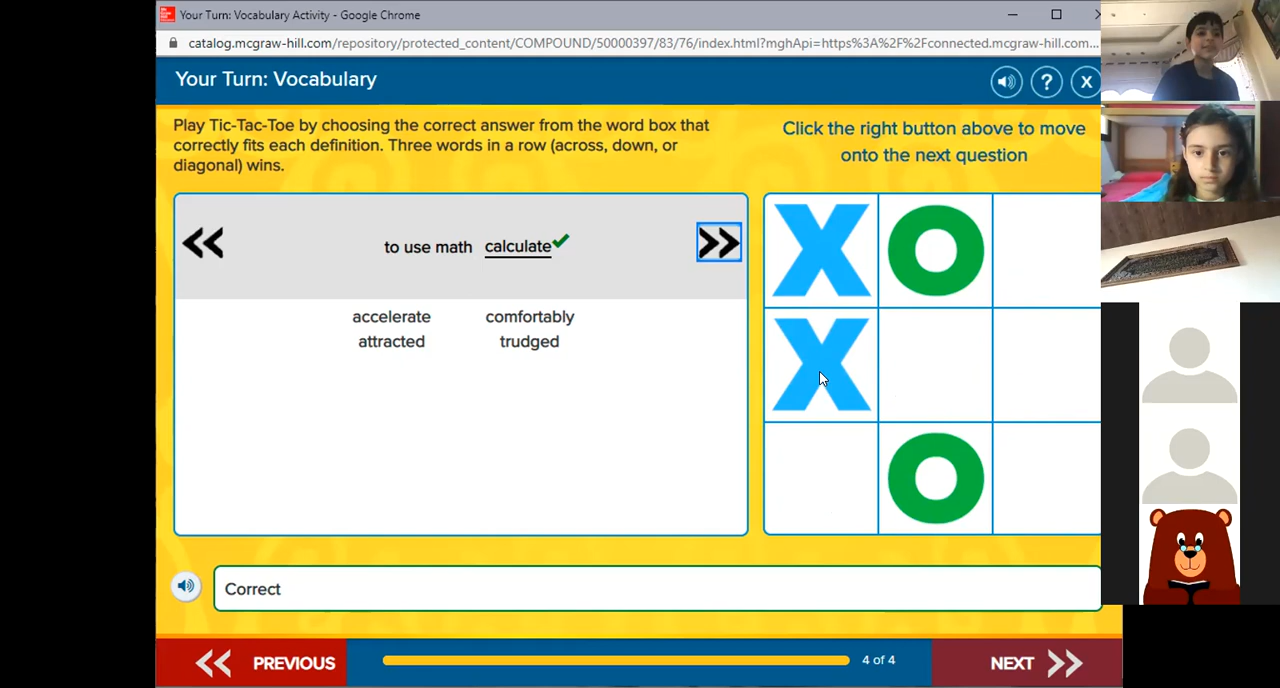 Your Turn: Vocabulary Activity - Google Chrome
catalog.mcgraw-hill.com/repository/protected_content/COMPOUND/50000397/83/76/index.html?mghApi=https%3A%2F%2Fconnected.mcgraw-hill.com...
Your Turn: Vocabulary
? X
Play Tic-Tac-Toe by choosing the correct answer from the word box that
correctly fits each definition. Three words in a row (across, down, or
diagonal) wins.
Click the right button above to move
onto the next question
to use math calculate
accelerate comfortably
attracted trudged
X O
X
O
Correct
PREVIOUS
4 of 4
NEXT